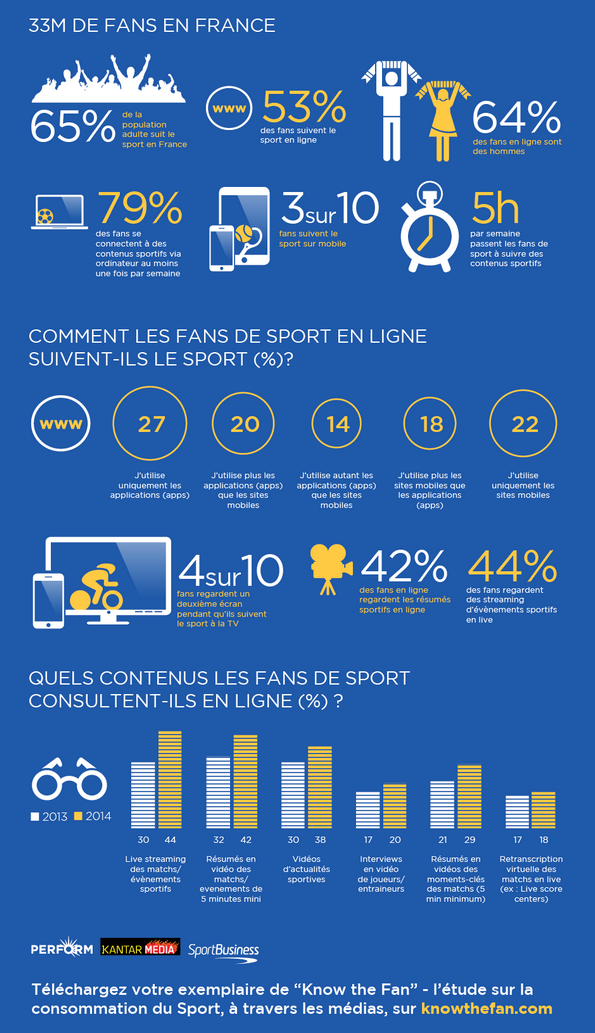 33M DE FANS EN FRANCE
65%
de la
population
adulte suit le
sport en France
www
53%
des fans suivent le
sport en ligne
64%
des fans en ligne sont
des hommes
79%
des fans se
connectent à des
contenus sportifs via
ordinateur au moins
une fois par semaine
3sur10
fans suivent le
sport sur mobile
5h
par semaine
passent les fans de
sport à suivre des
contenus sportifs
COMMENT LES FANS DE SPORT EN LIGNE
SUIVENT-ILS LE SPORT (%)?
www
27
J'utilise
uniquement les
applications (apps)
20
J'utilise plus les
applications (apps)
que les sites
mobiles
14
J'utilise autant les
applications (apps)
que les sites
mobiles
18
J'utilise plus les
sites mobiles que
les applications
(apps)
22
J'utilise
uniquement les
sites mobiles
4sur10
fans regardent un
deuxième écran
pendant qu'ils suivent
le sport à la TV
42%
des fans en ligne
regardent les résumés
sportifs en ligne
44%
des fans regardent
des streaming
d'évènements sportifs
en live
QUELS CONTENUS LES FANS DE SPORT
CONSULTENT-ILS EN LIGNE (%) ?
2013 2014
30 44
Live streaming
des matchs/
évènements
sportifs
32 42
Résumés en
vidéo des
matchs/
evenements de
5 minutes mini
30 38
Vidéos
d'actualités
sportives
17 20
Interviews
en vidéo
de joueurs/
entraineurs
21 29
Résumés en
vidéos des
moments-clés
des matchs (5
min minimum)
17 18
Retranscription
virtuelle des
matchs en live
(ex : Live score
centers)
PERFORM
KANTAR MEDIA
SportBusiness
Téléchargez votre exemplaire de “Know the Fan” - l'étude sur la
consommation du Sport, à travers les médias, sur knowthefan.com